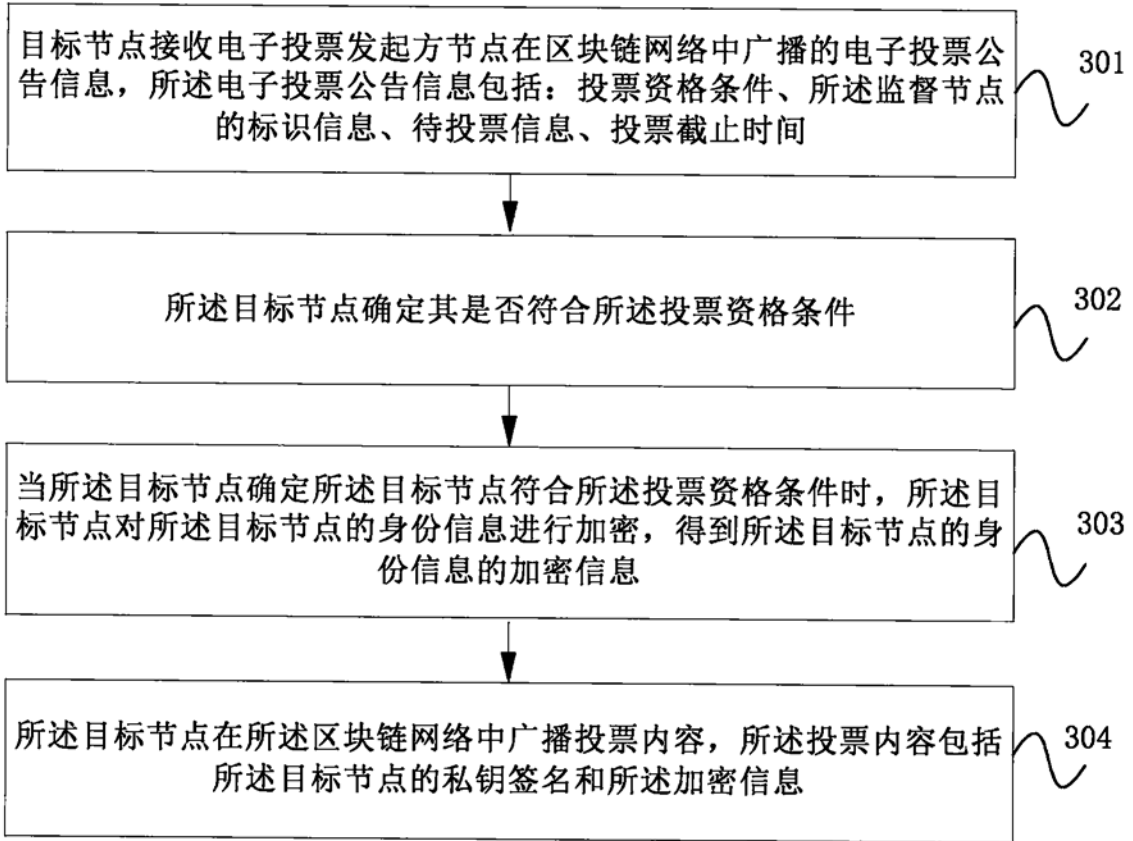 目标节点接收电子投票发起方节点在区块链网络中广播的电子投票公
告信息，所述电子投票公告信息包括：投票资格条件、所述监督节点
的标识信息、待投票信息、投票截止时间
301
所述目标节点确定其是否符合所述投票资格条件
302
当所述目标节点确定所述目标节点符合所述投票资格条件时，所述目
标节点对所述目标节点的身份信息进行加密，得到所述目标节点的身
份信息的加密信息
303
所述目标节点在所述区块链网络中广播投票内容，所述投票内容包括
所述目标节点的私钥签名和所述加密信息
304